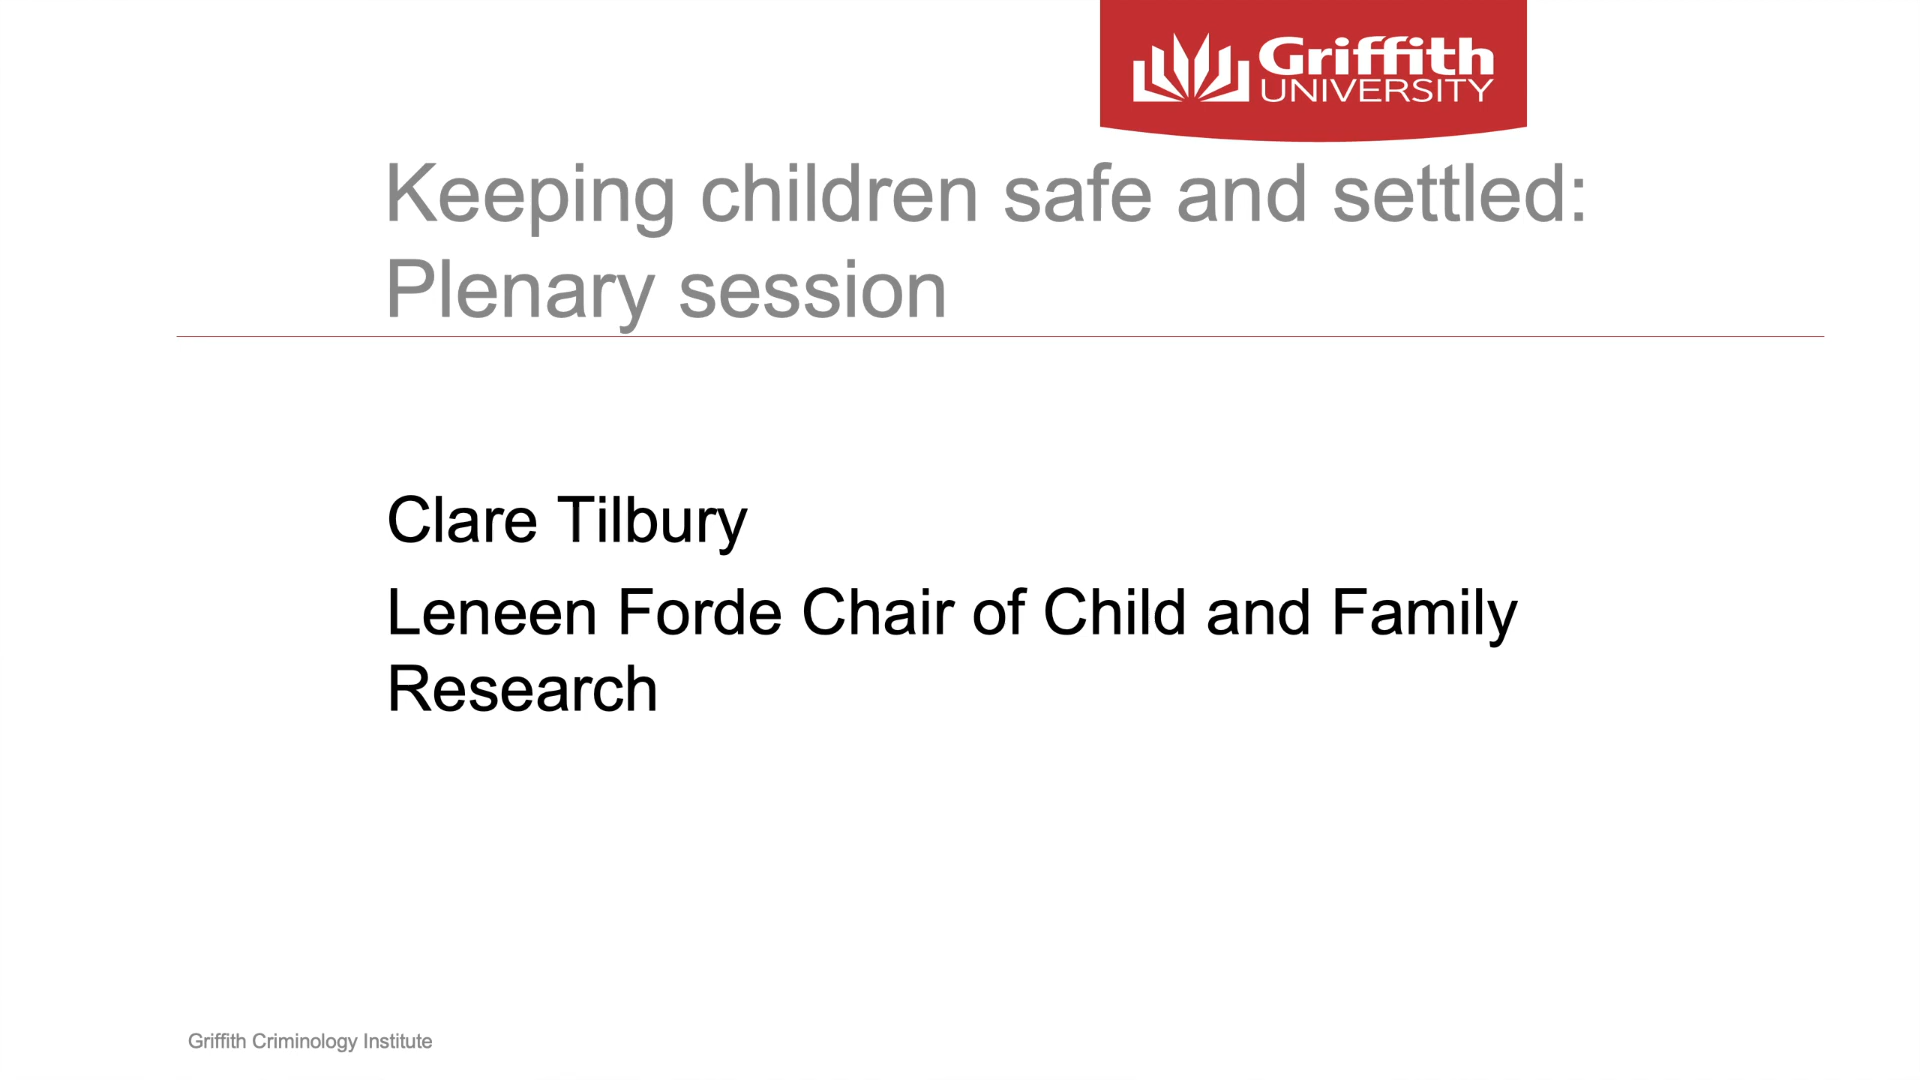 Griffith
UNIVERSITY
Keeping children safe and settled:
Plenary session
Clare Tilbury
Leneen Forde Chair of Child and Family
Research
Griffith Criminology Institute